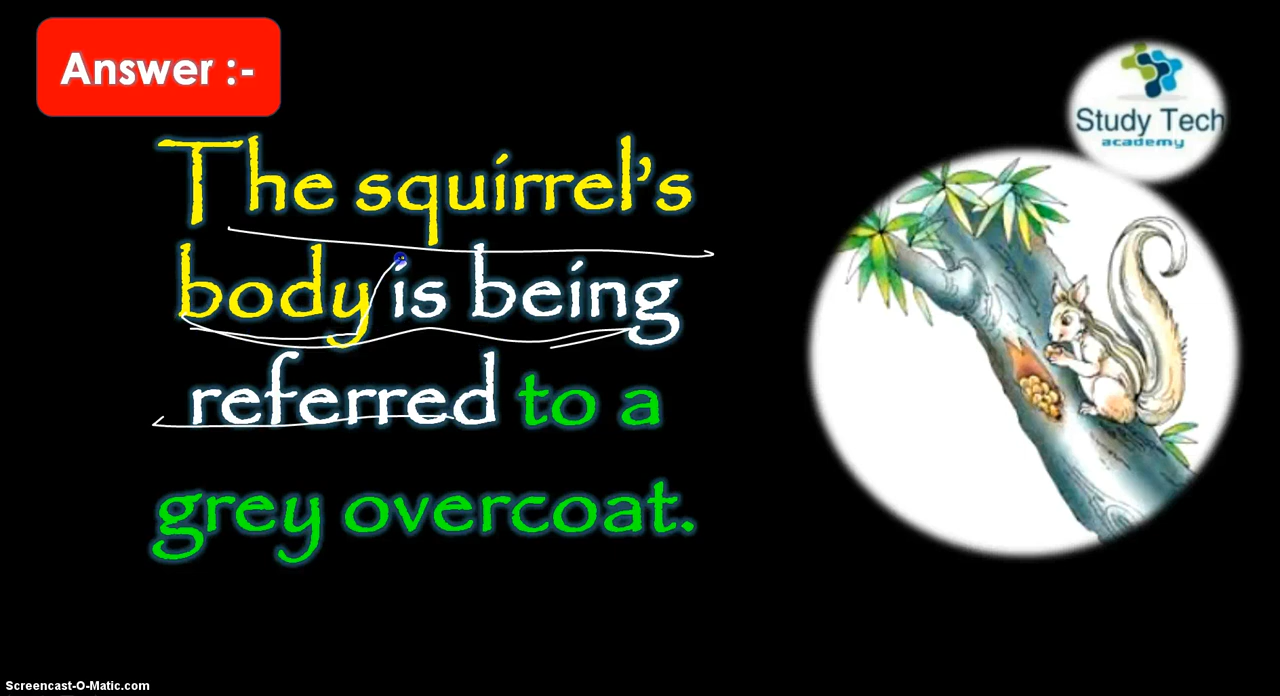 Answer :-
Study Tech
academy
The squirrel's
body is being
referred to a
grey overcoat.
Screencast-O-Matic.com